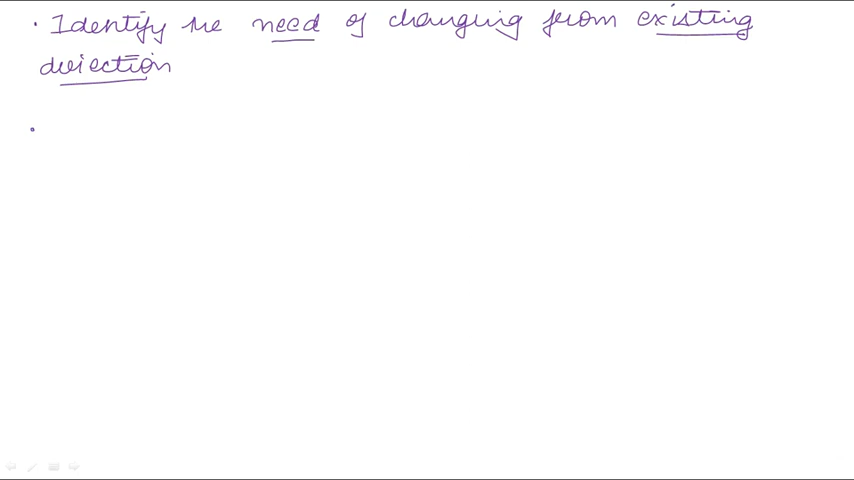 · Identify the need of changing from existing
direction
·